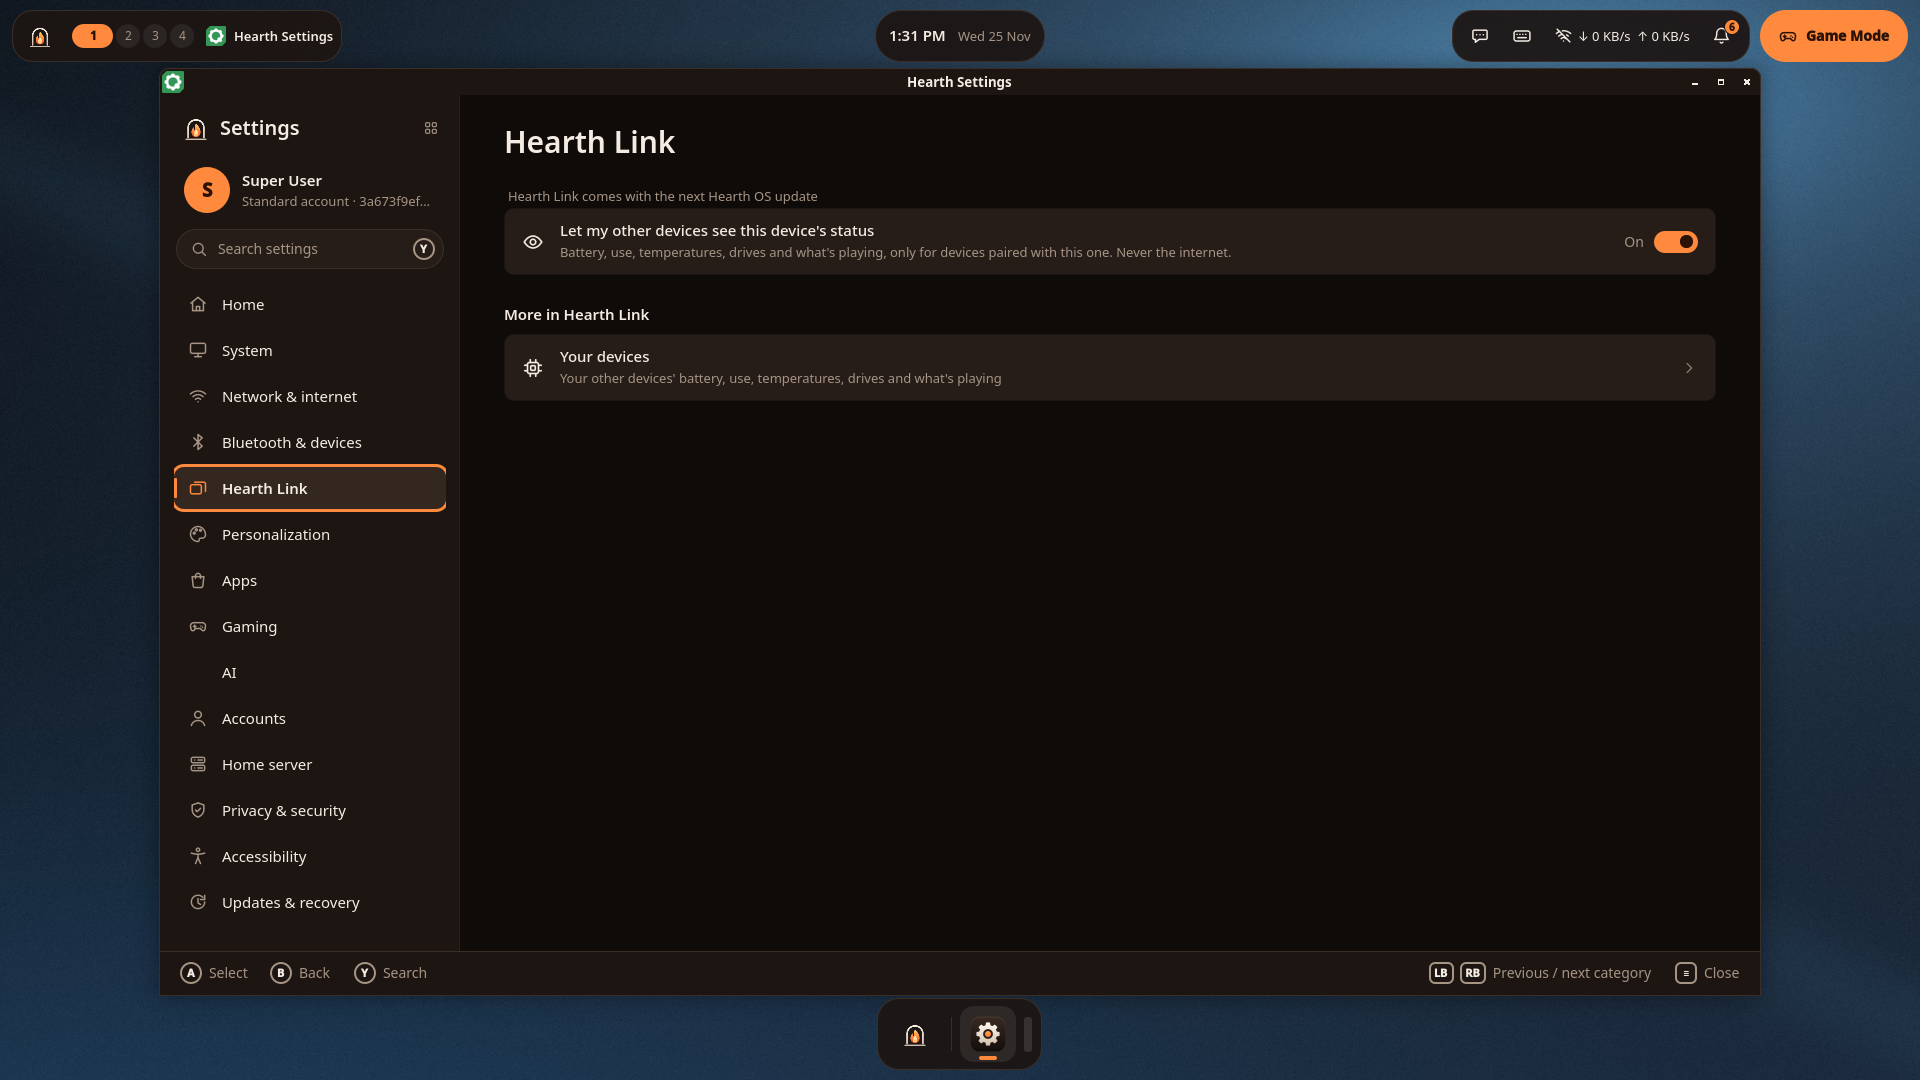 1 2 3 4 Hearth Settings
1:31 PM Wed 25 Nov
↓ 0 KB/s ↑ 0 KB/s 6
Game Mode
Hearth Settings
Settings
S
Super User
Standard account · 3a673f9ef...
Search settings Y
Home
System
Network & internet
Bluetooth & devices
Hearth Link
Personalization
Apps
Gaming
AI
Accounts
Home server
Privacy & security
Accessibility
Updates & recovery
Hearth Link
Hearth Link comes with the next Hearth OS update
Let my other devices see this device's status
Battery, use, temperatures, drives and what's playing, only for devices paired with this one. Never the internet.
On
More in Hearth Link
Your devices
Your other devices' battery, use, temperatures, drives and what's playing
A Select B Back Y Search
LB RB Previous / next category ≡ Close